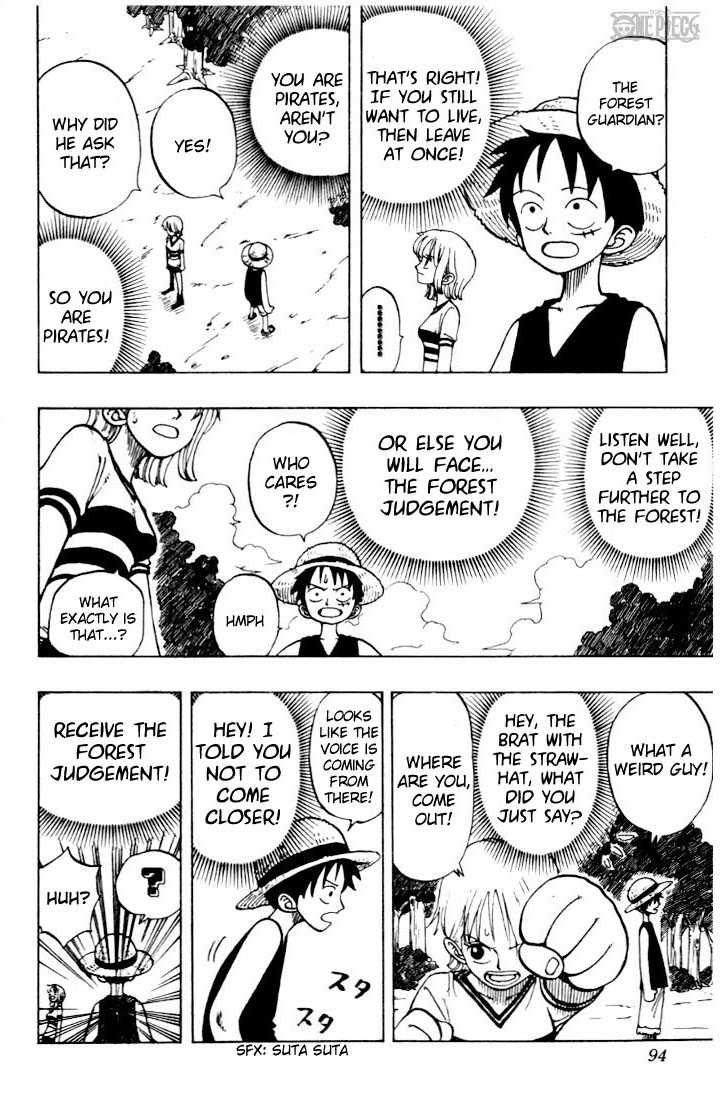 ONE PIECE
THE
FOREST
GUARDIAN?
THAT'S RIGHT!
IF YOU STILL
WANT TO LIVE,
THEN LEAVE
AT ONCE!
..........
YOU ARE
PIRATES,
AREN'T
YOU?
YES!
WHY DID
HE ASK
THAT?
SO YOU
ARE
PIRATES!
LISTEN WELL,
DON'T TAKE
A STEP
FURTHER TO
THE FOREST!
OR ELSE YOU
WILL FACE...
THE FOREST
JUDGEMENT!
WHO
CARES
?!
HMPH
WHAT
EXACTLY IS
THAT...?
WHAT A
WEIRD GUY!
HEY, THE
BRAT WITH
THE STRAW-
HAT, WHAT
DID YOU
JUST SAY?
WHERE
ARE YOU,
COME
OUT!
LOOKS
LIKE THE
VOICE IS
COMING
FROM
THERE!
HEY! I
TOLD YOU
NOT TO
COME
CLOSER!
スタ
スタ
SFX: SUTA SUTA
RECEIVE THE
FOREST
JUDGEMENT!
?
HUH?
94